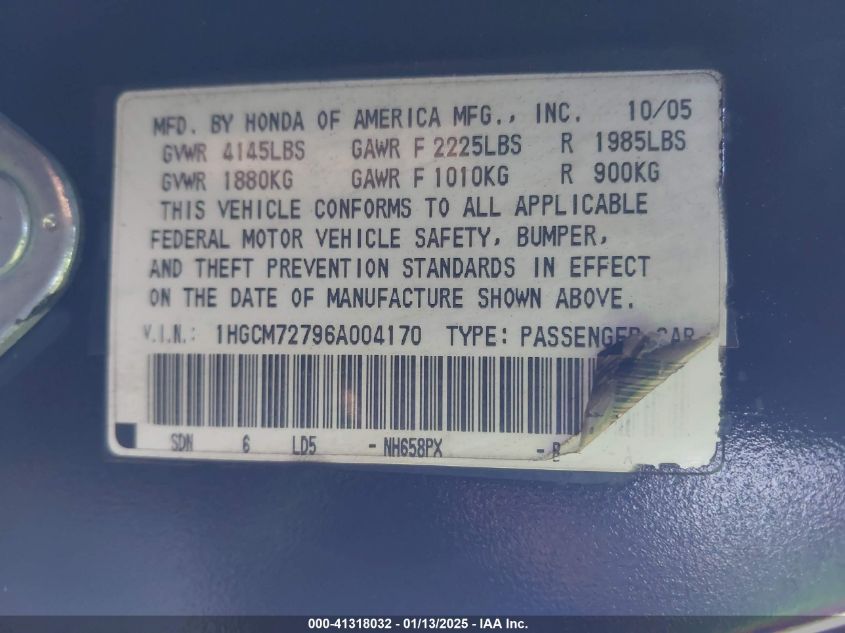 MFD. BY HONDA OF AMERICA MFG., INC. 10/05
GVWR 4145LBS GAWR F 2225LBS R 1985LBS
GVWR 1880KG GAWR F 1010KG R 900KG
THIS VEHICLE CONFORMS TO ALL APPLICABLE
FEDERAL MOTOR VEHICLE SAFETY, BUMPER,
AND THEFT PREVENTION STANDARDS IN EFFECT
ON THE DATE OF MANUFACTURE SHOWN ABOVE.
V.I.N.: 1HGCM72796A004170 TYPE: PASSENGER CAR
SDN 6 LD5 - NH658PX -
000-41318032 - 01/13/2025 - IAA Inc.